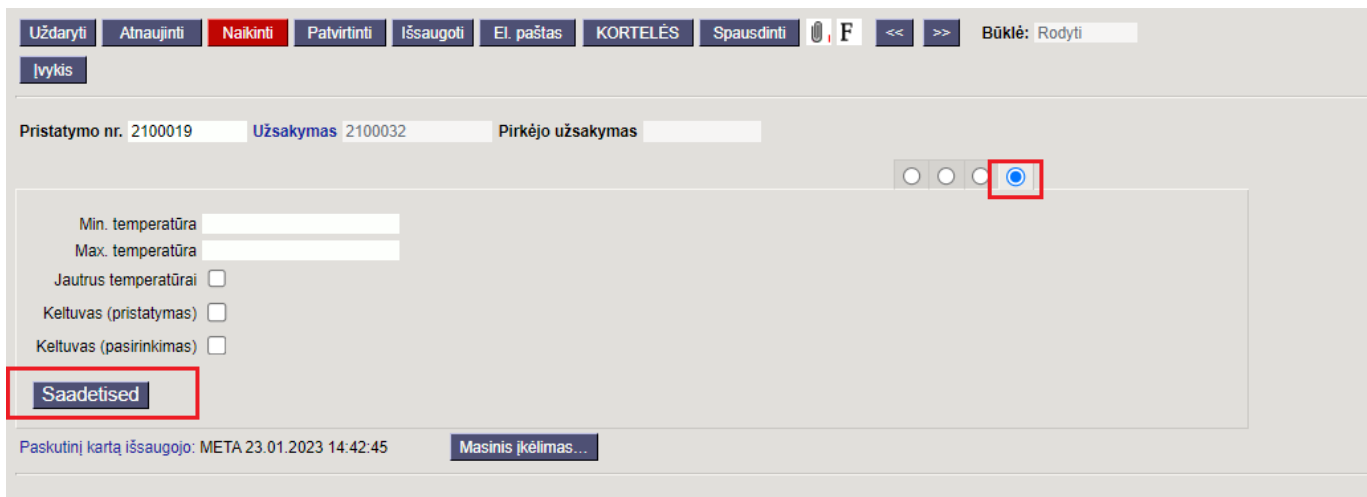 Uždaryti Atnaujinti Naikinti Patvirtinti Išsaugoti El. paštas KORTELĖS Spausdinti F << >> Būklė: Rodyti
Įvykis
Pristatymo nr. 2100019 Užsakymas 2100032 Pirkėjo užsakymas
Min. temperatūra
Max. temperatūra
Jautrus temperatūrai
Keltuvas (pristatymas)
Keltuvas (pasirinkimas)
Saadetised
Paskutinį kartą išsaugojo: META 23.01.2023 14:42:45 Masinis įkėlimas...